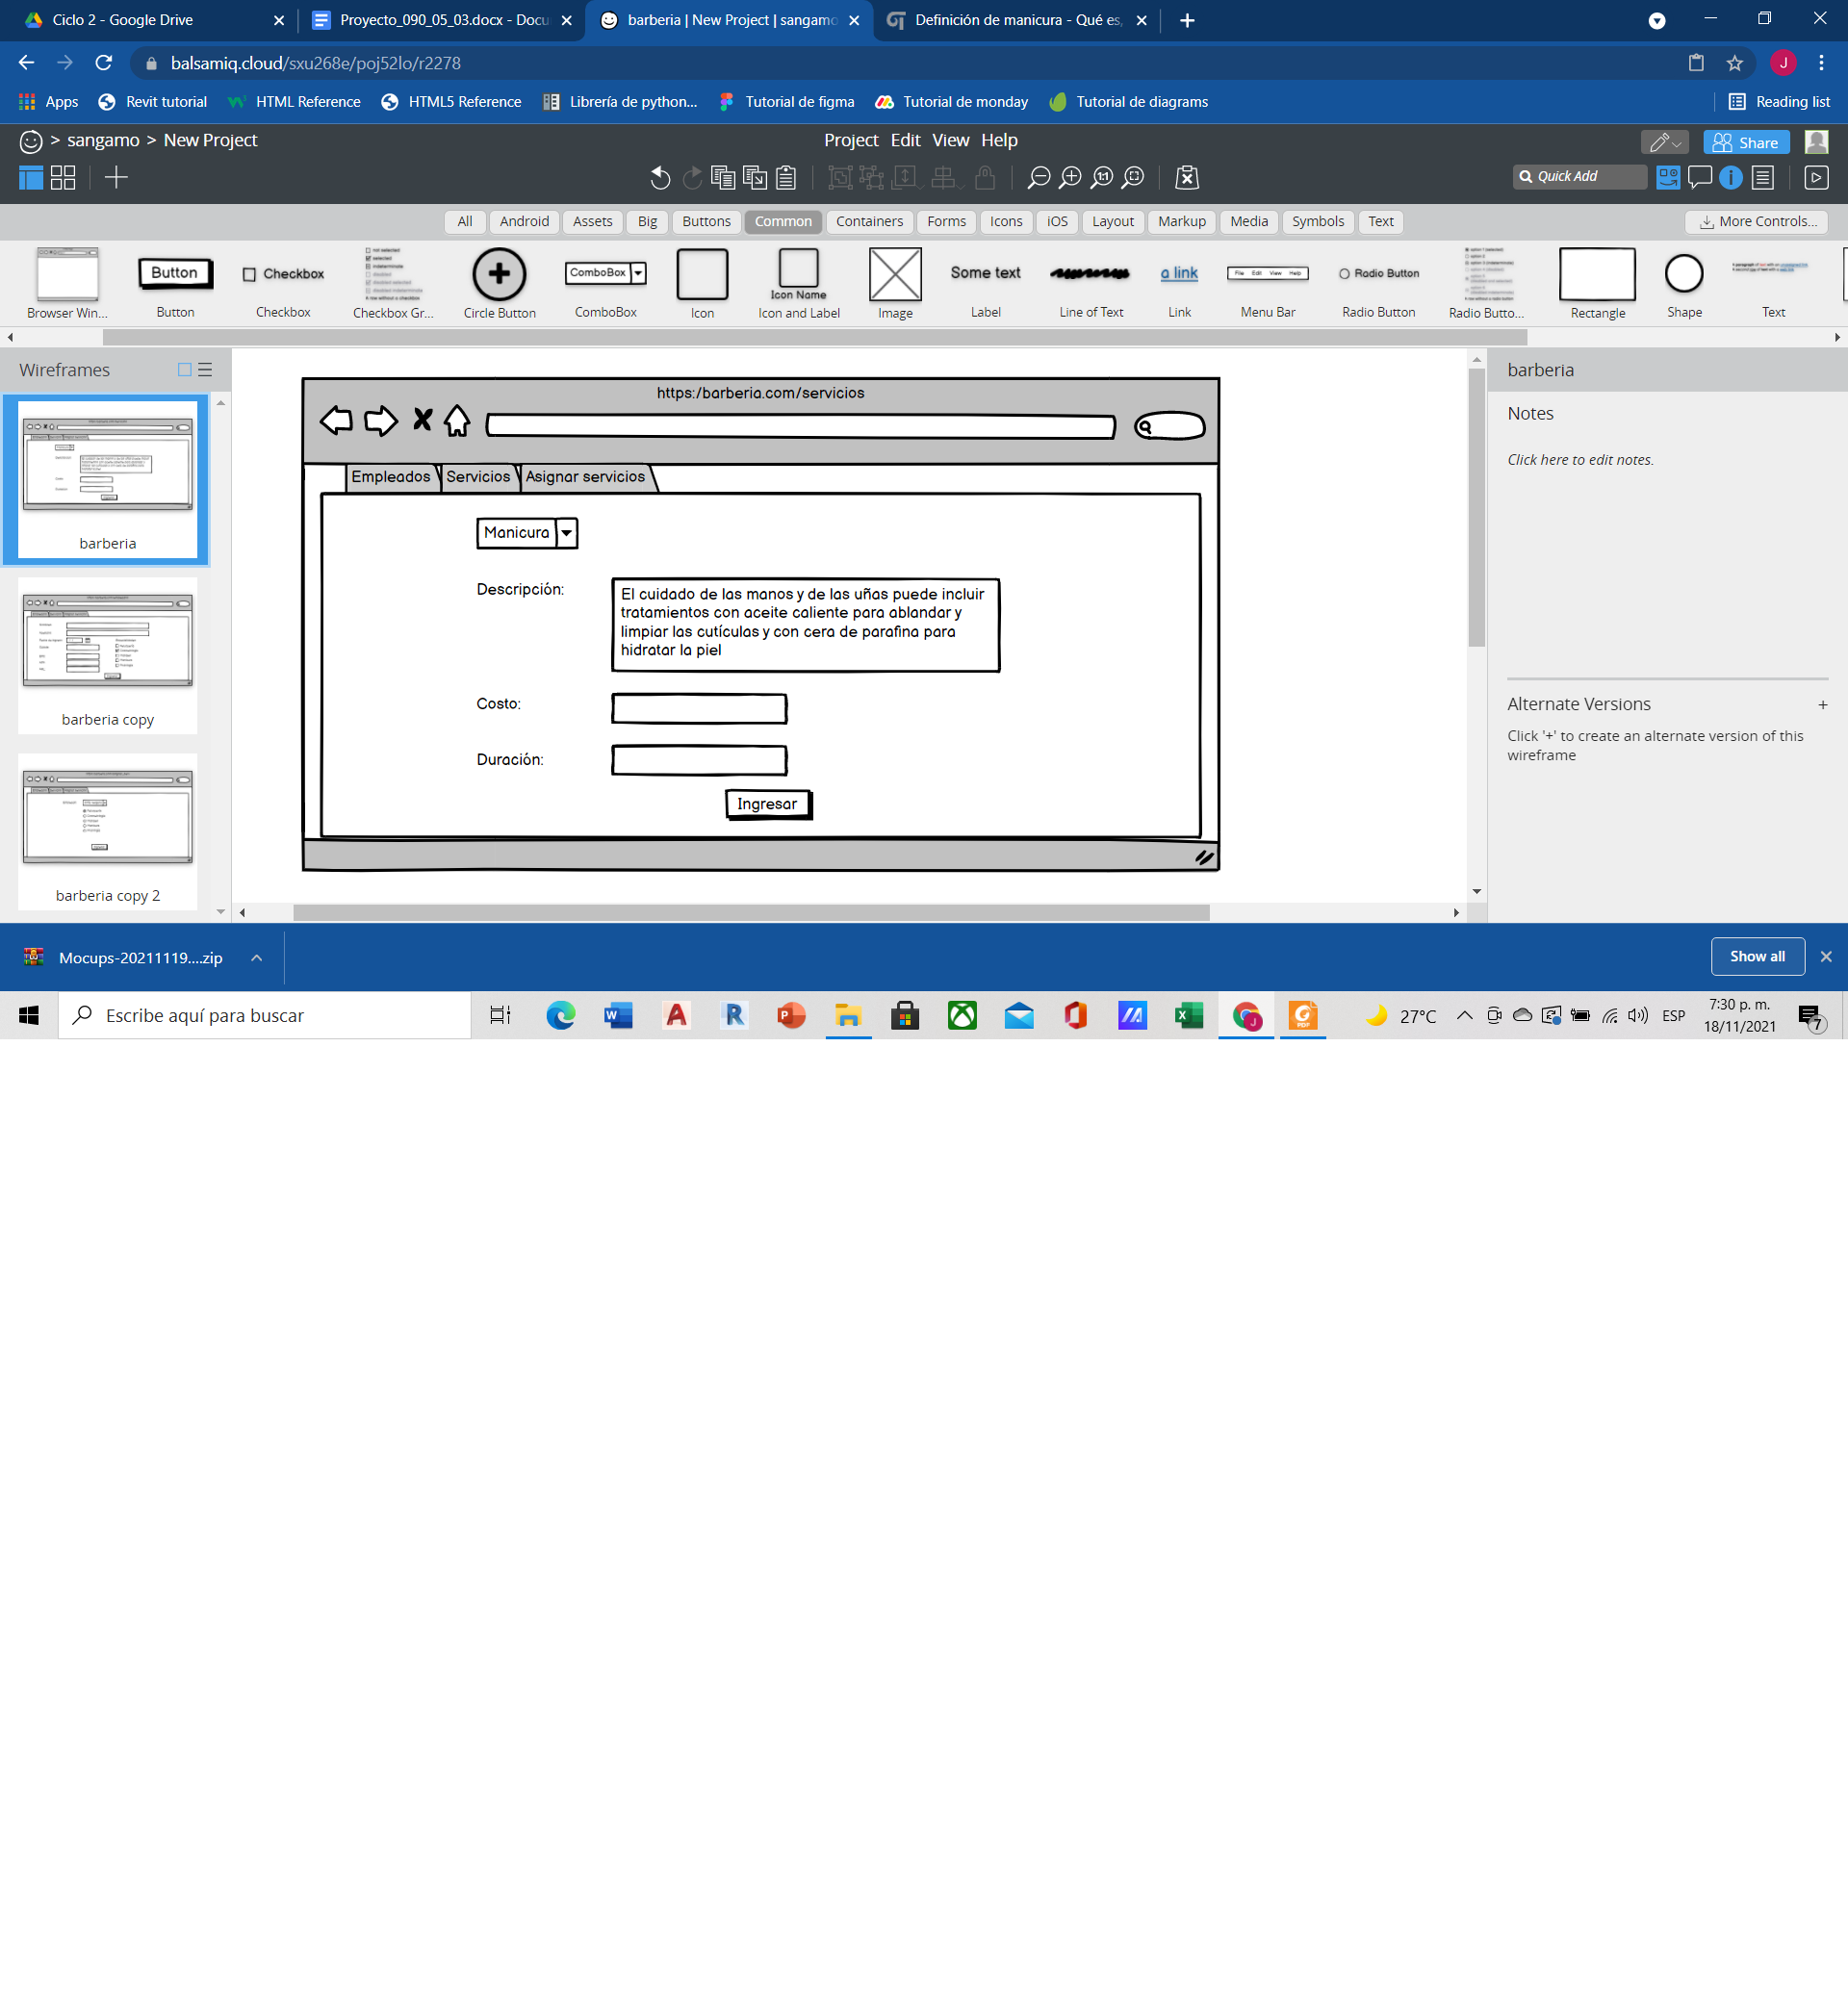 Ciclo 2 - Google Drive
Proyecto_090_05_03.docx - Docu
barberia | New Project | sangamo
Definición de manicura - Qué es,
balsamiq.cloud/sxu268e/poj52lo/r2278
J
Apps
Revit tutorial
HTML Reference
HTML5 Reference
Librería de python...
Tutorial de figma
Tutorial de monday
Tutorial de diagrams
Reading list
> sangamo > New Project
Project Edit View Help
Share
1:1
Quick Add
All Android Assets Big Buttons Common Containers Forms Icons iOS Layout Markup Media Symbols Text
More Controls...
Button
Checkbox
ComboBox
Icon Name
Some text
a link
File Edit View Help
Radio Button
Browser Win...
Button
Checkbox
Checkbox Gr...
Circle Button
ComboBox
Icon
Icon and Label
Image
Label
Line of Text
Link
Menu Bar
Radio Button
Radio Butto...
Rectangle
Shape
Text
Wireframes
barberia
barberia copy
barberia copy 2
https:/barberia.com/servicios
Empleados
Servicios
Asignar servicios
Manicura
Descripción:
El cuidado de las manos y de las uñas puede incluir
tratamientos con aceite caliente para ablandar y
limpiar las cutículas y con cera de parafina para
hidratar la piel
Costo:
Duración:
Ingresar
barberia
Notes
Click here to edit notes.
Alternate Versions +
Click '+' to create an alternate version of this
wireframe
Mocups-20211119....zip
Show all
Escribe aquí para buscar
27°C
ESP
7:30 p. m.
18/11/2021
7